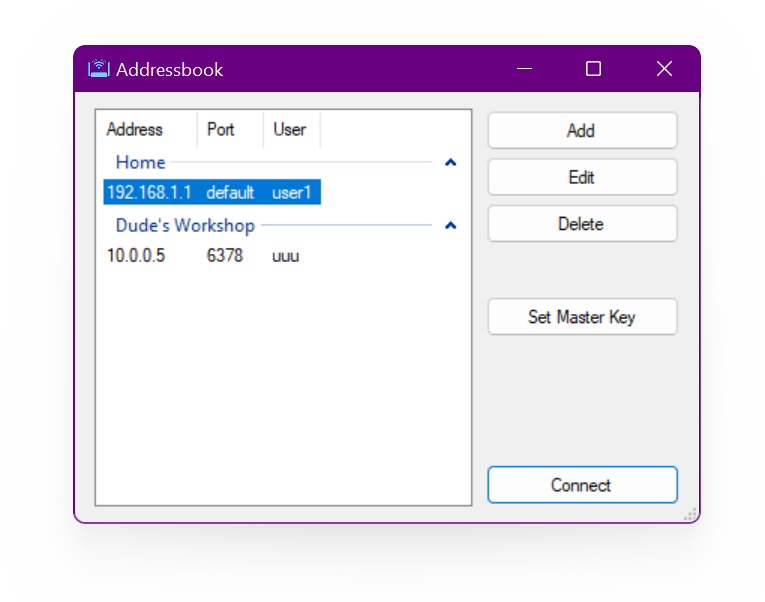 Addressbook
Address Port User
Home
192.168.1.1 default user1
Dude's Workshop
10.0.0.5 6378 uuu
Add
Edit
Delete
Set Master Key
Connect